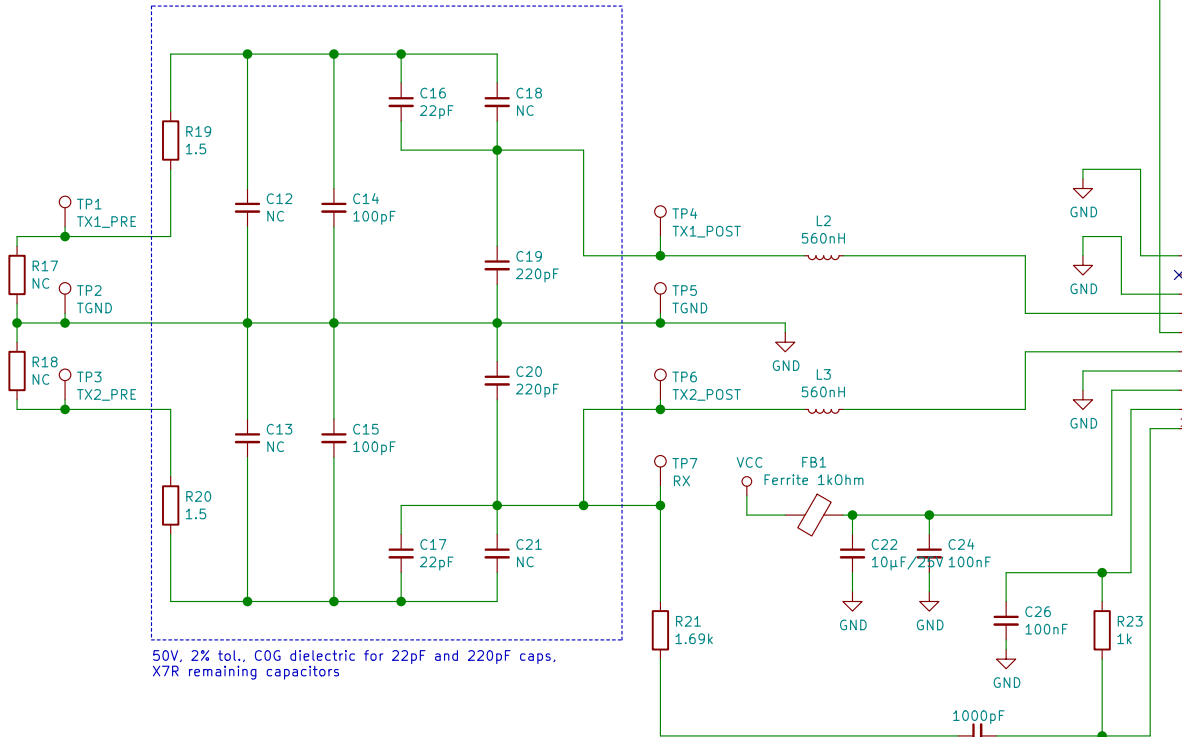 C16
22pF
C18
NC
R19
1.5
TP1
TX1_PRE
C12
NC
C14
100pF
TP4
TX1_POST
L2
560nH
GND
R17
NC
C19
220pF
GND
TP2
TGND
TP5
TGND
GND
R18
NC
TP3
TX2_PRE
C20
220pF
TP6
TX2_POST
L3
560nH
GND
C13
NC
C15
100pF
TP7
RX
VCC
FB1
Ferrite 1kOhm
R20
1.5
C17
22pF
C21
NC
C22
10µF/25V
C24
100nF
GND
GND
R21
1.69k
C26
100nF
R23
1k
50V, 2% tol., C0G dielectric for 22pF and 220pF caps,
X7R remaining capacitors
GND
1000pF